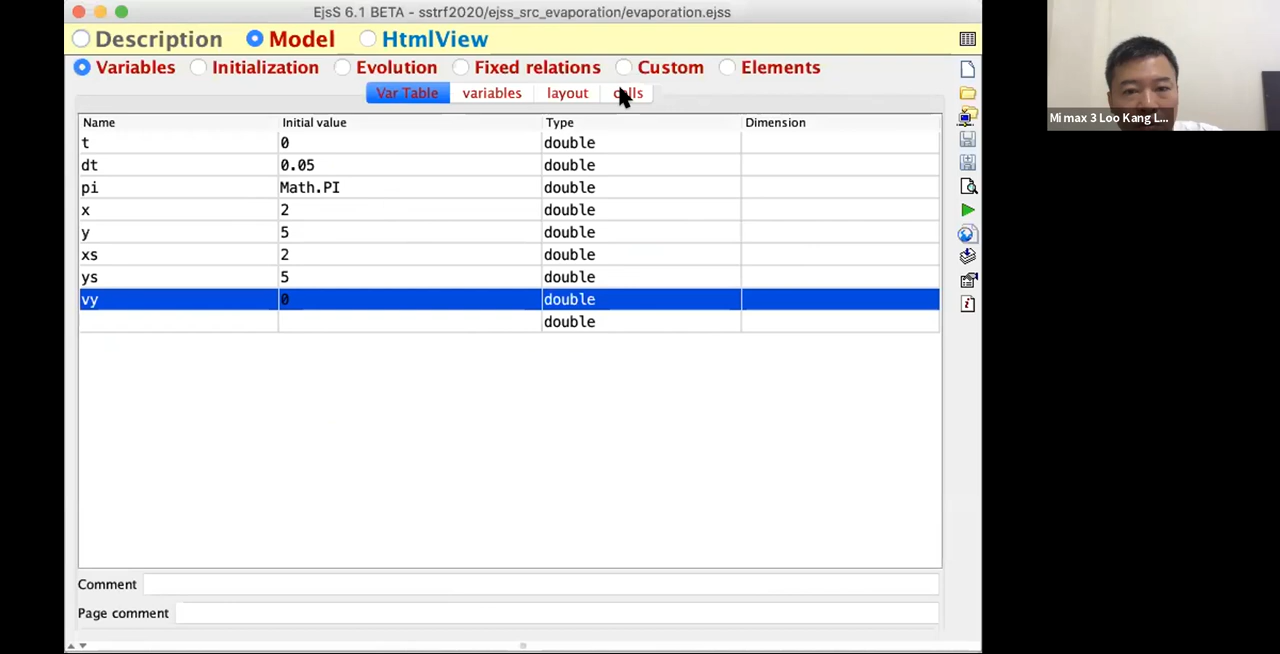 EjsS 6.1 BETA - sstrf2020/ejss_src_evaporation/evaporation.ejss
Description Model HtmlView
Variables Initialization Evolution Fixed relations Custom Elements
Var Table variables layout
Name Initial value Type Dimension
t 0 double
dt 0.05 double
pi Math.PI double
x 2 double
y 5 double
xs 2 double
ys 5 double
vy 0 double
double
Comment
Page comment
Mi max 3 Loo Kang L...